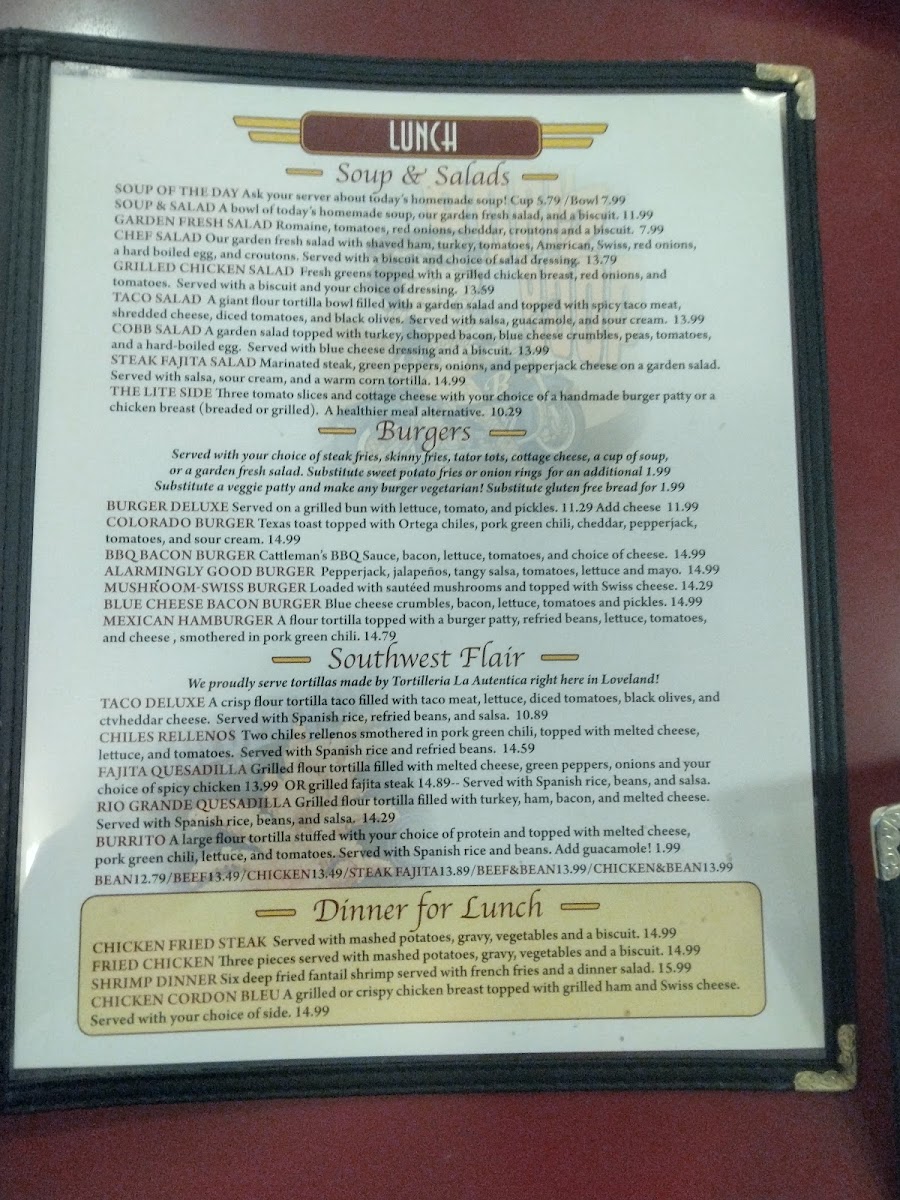 LUNCH
Soup & Salads
SOUP OF THE DAY Ask your server about today's homemade soup! Cup 5.79 / Bowl 7.99
SOUP & SALAD A bowl of today's homemade soup, our garden fresh salad, and a biscuit. 11.99
GARDEN FRESH SALAD Romaine, tomatoes, red onions, cheddar, croutons and a biscuit. 7.99
CHEF SALAD Our garden fresh salad with shaved ham, turkey, tomatoes, American, Swiss, red onions,
a hard boiled egg, and croutons. Served with a biscuit and choice of salad dressing. 13.79
GRILLED CHICKEN SALAD Fresh greens topped with a grilled chicken breast, red onions, and
tomatoes. Served with a biscuit and your choice of dressing. 13.59
TACO SALAD A giant flour tortilla bowl filled with a garden salad and topped with spicy taco meat,
shredded cheese, diced tomatoes, and black olives. Served with salsa, guacamole, and sour cream. 13.99
COBB SALAD A garden salad topped with turkey, chopped bacon, blue cheese crumbles, peas, tomatoes,
and a hard-boiled egg. Served with blue cheese dressing and a biscuit. 13.99
STEAK FAJITA SALAD Marinated steak, green peppers, onions, and pepperjack cheese on a garden salad.
Served with salsa, sour cream, and a warm corn tortilla. 14.99
THE LITE SIDE Three tomato slices and cottage cheese with your choice of a handmade burger patty or a
chicken breast (breaded or grilled). A healthier meal alternative. 10.29
Burgers
Served with your choice of steak fries, skinny fries, tator tots, cottage cheese, a cup of soup,
or a garden fresh salad. Substitute sweet potato fries or onion rings for an additional 1.99
Substitute a veggie patty and make any burger vegetarian! Substitute gluten free bread for 1.99
BURGER DELUXE Served on a grilled bun with lettuce, tomato, and pickles. 11.29 Add cheese 11.99
COLORADO BURGER Texas toast topped with Ortega chiles, pork green chili, cheddar, pepperjack,
tomatoes, and sour cream. 14.99
BBQ BACON BURGER Cattleman's BBQ Sauce, bacon, lettuce, tomatoes, and choice of cheese. 14.99
ALARMINGLY GOOD BURGER Pepperjack, jalapeños, tangy salsa, tomatoes, lettuce and mayo. 14.99
MUSHROOM-SWISS BURGER Loaded with sautéed mushrooms and topped with Swiss cheese. 14.29
BLUE CHEESE BACON BURGER Blue cheese crumbles, bacon, lettuce, tomatoes and pickles. 14.99
MEXICAN HAMBURGER A flour tortilla topped with a burger patty, refried beans, lettuce, tomatoes,
and cheese , smothered in pork green chili. 14.79
Southwest Flair
We proudly serve tortillas made by Tortilleria La Autentica right here in Loveland!
TACO DELUXE A crisp flour tortilla taco filled with taco meat, lettuce, diced tomatoes, black olives, and
ctvheddar cheese. Served with Spanish rice, refried beans, and salsa. 10.89
CHILES RELLENOS Two chiles rellenos smothered in pork green chili, topped with melted cheese,
lettuce, and tomatoes. Served with Spanish rice and refried beans. 14.59
FAJITA QUESADILLA Grilled flour tortilla filled with melted cheese, green peppers, onions and your
choice of spicy chicken 13.99 OR grilled fajita steak 14.89-- Served with Spanish rice, beans, and salsa.
RIO GRANDE QUESADILLA Grilled flour tortilla filled with turkey, ham, bacon, and melted cheese.
Served with Spanish rice, beans, and salsa. 14.29
BURRITO A large flour tortilla stuffed with your choice of protein and topped with melted cheese,
pork green chili, lettuce, and tomatoes. Served with Spanish rice and beans. Add guacamole! 1.99
BEAN12.79/BEEF13.49/CHICKEN13.49/STEAK FAJITA13.89/BEEF&BEAN13.99/CHICKEN&BEAN13.99
Dinner for Lunch
CHICKEN FRIED STEAK Served with mashed potatoes, gravy, vegetables and a biscuit. 14.99
FRIED CHICKEN Three pieces served with mashed potatoes, gravy, vegetables and a biscuit. 14.99
SHRIMP DINNER Six deep fried fantail shrimp served with french fries and a dinner salad. 15.99
CHICKEN CORDON BLEU A grilled or crispy chicken breast topped with grilled ham and Swiss cheese.
Served with your choice of side. 14.99